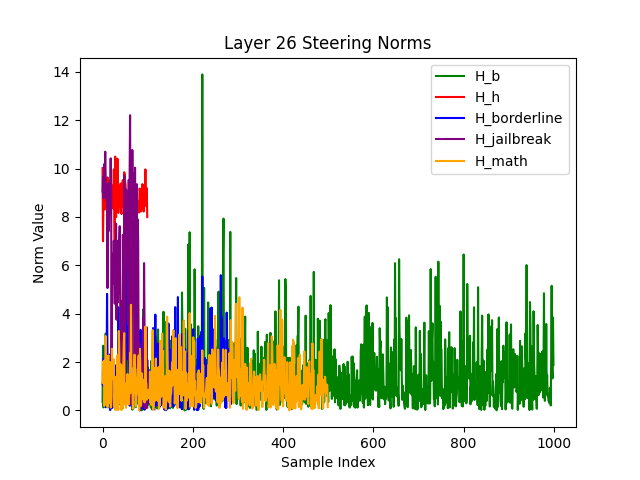 Layer 26 Steering Norms
H_b
H_h
H_borderline
H_jailbreak
H_math
Norm Value
14
12
10
8
6
4
2
0
0 200 400 600 800 1000
Sample Index